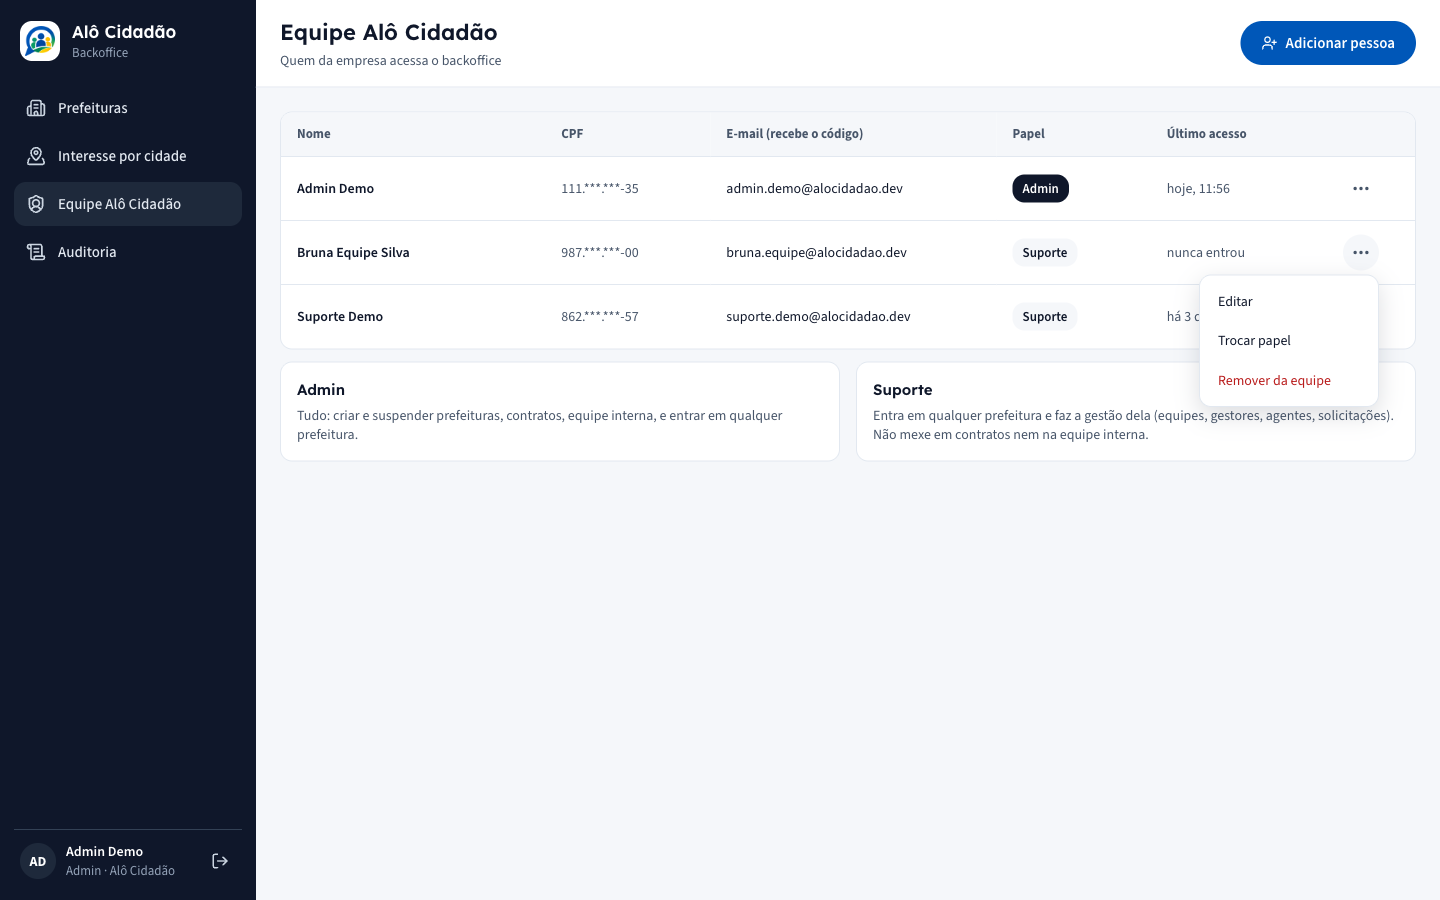 Alô Cidadão
Backoffice
Prefeituras
Interesse por cidade
Equipe Alô Cidadão
Auditoria
AD
Admin Demo
Admin · Alô Cidadão
Equipe Alô Cidadão
Quem da empresa acessa o backoffice
Adicionar pessoa
Nome CPF E-mail (recebe o código) Papel Último acesso
Admin Demo 111.***.***-35 admin.demo@alocidadao.dev Admin hoje, 11:56
Bruna Equipe Silva 987.***.***-00 bruna.equipe@alocidadao.dev Suporte nunca entrou
Suporte Demo 862.***.***-57 suporte.demo@alocidadao.dev Suporte há 3
Editar
Trocar papel
Remover da equipe
Admin
Tudo: criar e suspender prefeituras, contratos, equipe interna, e entrar em qualquer
prefeitura.
Suporte
Entra em qualquer prefeitura e faz a gestão dela (equipes, gestores, agentes, solicitações).
Não mexe em contratos nem na equipe interna.